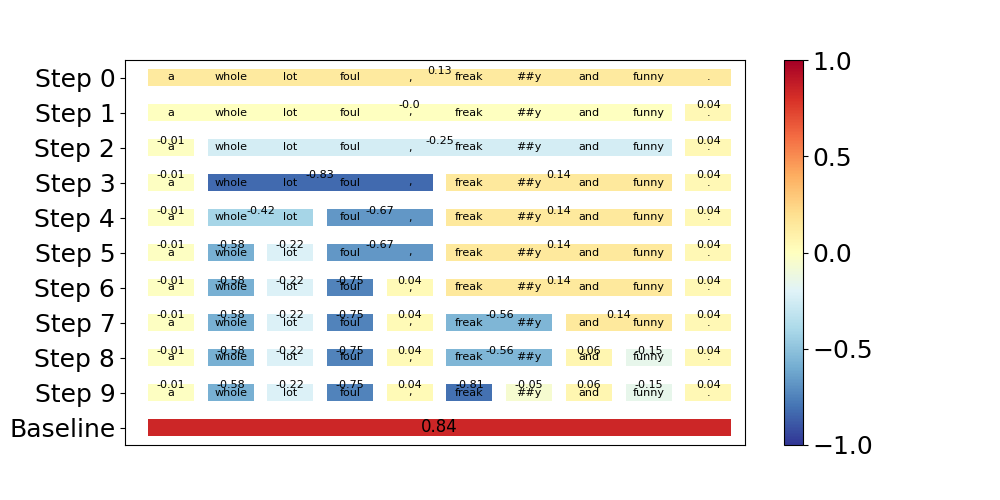 0.13
Step 0 a whole lot foul , freak ##y and funny .
-0.0 0.04
Step 1 a whole lot foul , freak ##y and funny .
-0.01 -0.25 0.04
Step 2 a whole lot foul , freak ##y and funny .
-0.01 -0.83 0.14 0.04
Step 3 a whole lot foul , freak ##y and funny .
-0.01 -0.42 -0.67 0.14 0.04
Step 4 a whole lot foul , freak ##y and funny .
-0.01 -0.58 -0.22 -0.67 0.14 0.04
Step 5 a whole lot foul , freak ##y and funny .
-0.01 -0.58 -0.22 -0.75 0.04 0.14 0.04
Step 6 a whole lot foul , freak ##y and funny .
-0.01 -0.58 -0.22 -0.75 0.04 -0.56 0.14 0.04
Step 7 a whole lot foul , freak ##y and funny .
-0.01 -0.58 -0.22 -0.75 0.04 -0.56 0.06 -0.15 0.04
Step 8 a whole lot foul , freak ##y and funny .
-0.01 -0.58 -0.22 -0.75 0.04 -0.81 -0.05 0.06 -0.15 0.04
Step 9 a whole lot foul , freak ##y and funny .
Baseline 0.84
1.0
0.5
0.0
−0.5
−1.0